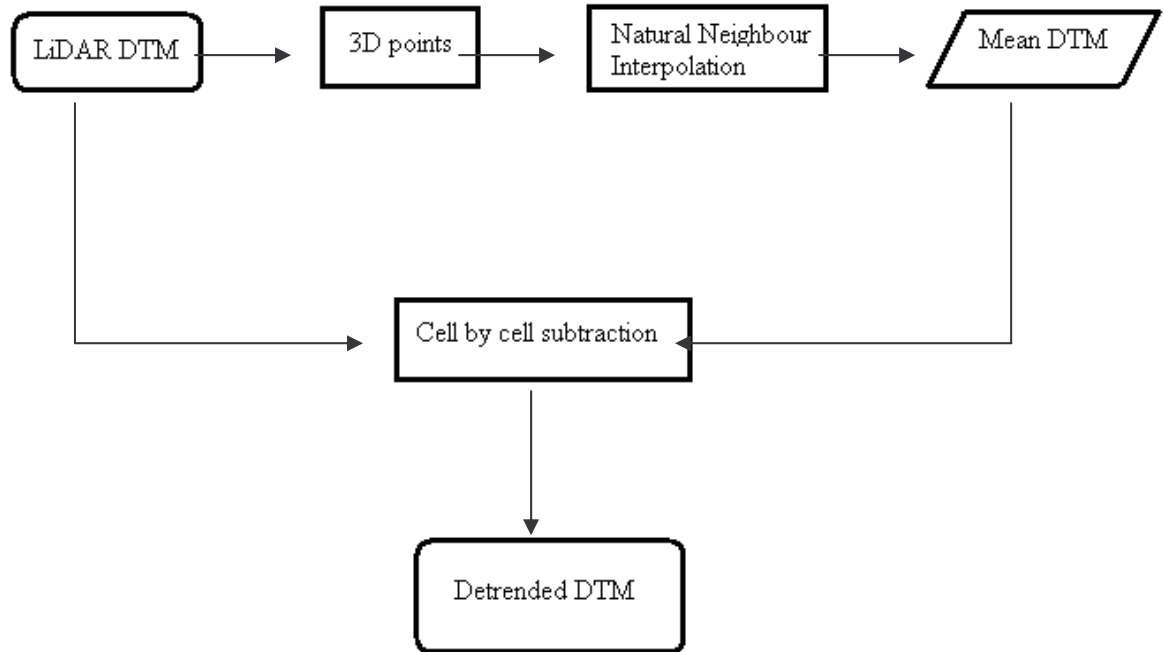 LiDAR DTM
3D points
Natural Neighbour
Interpolation
Mean DTM
Cell by cell subtraction
Detrended DTM